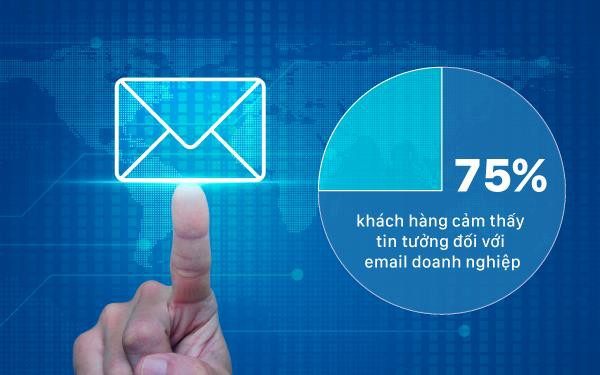 75%
khách hàng cảm thấy
tin tưởng đối với
email doanh nghiệp